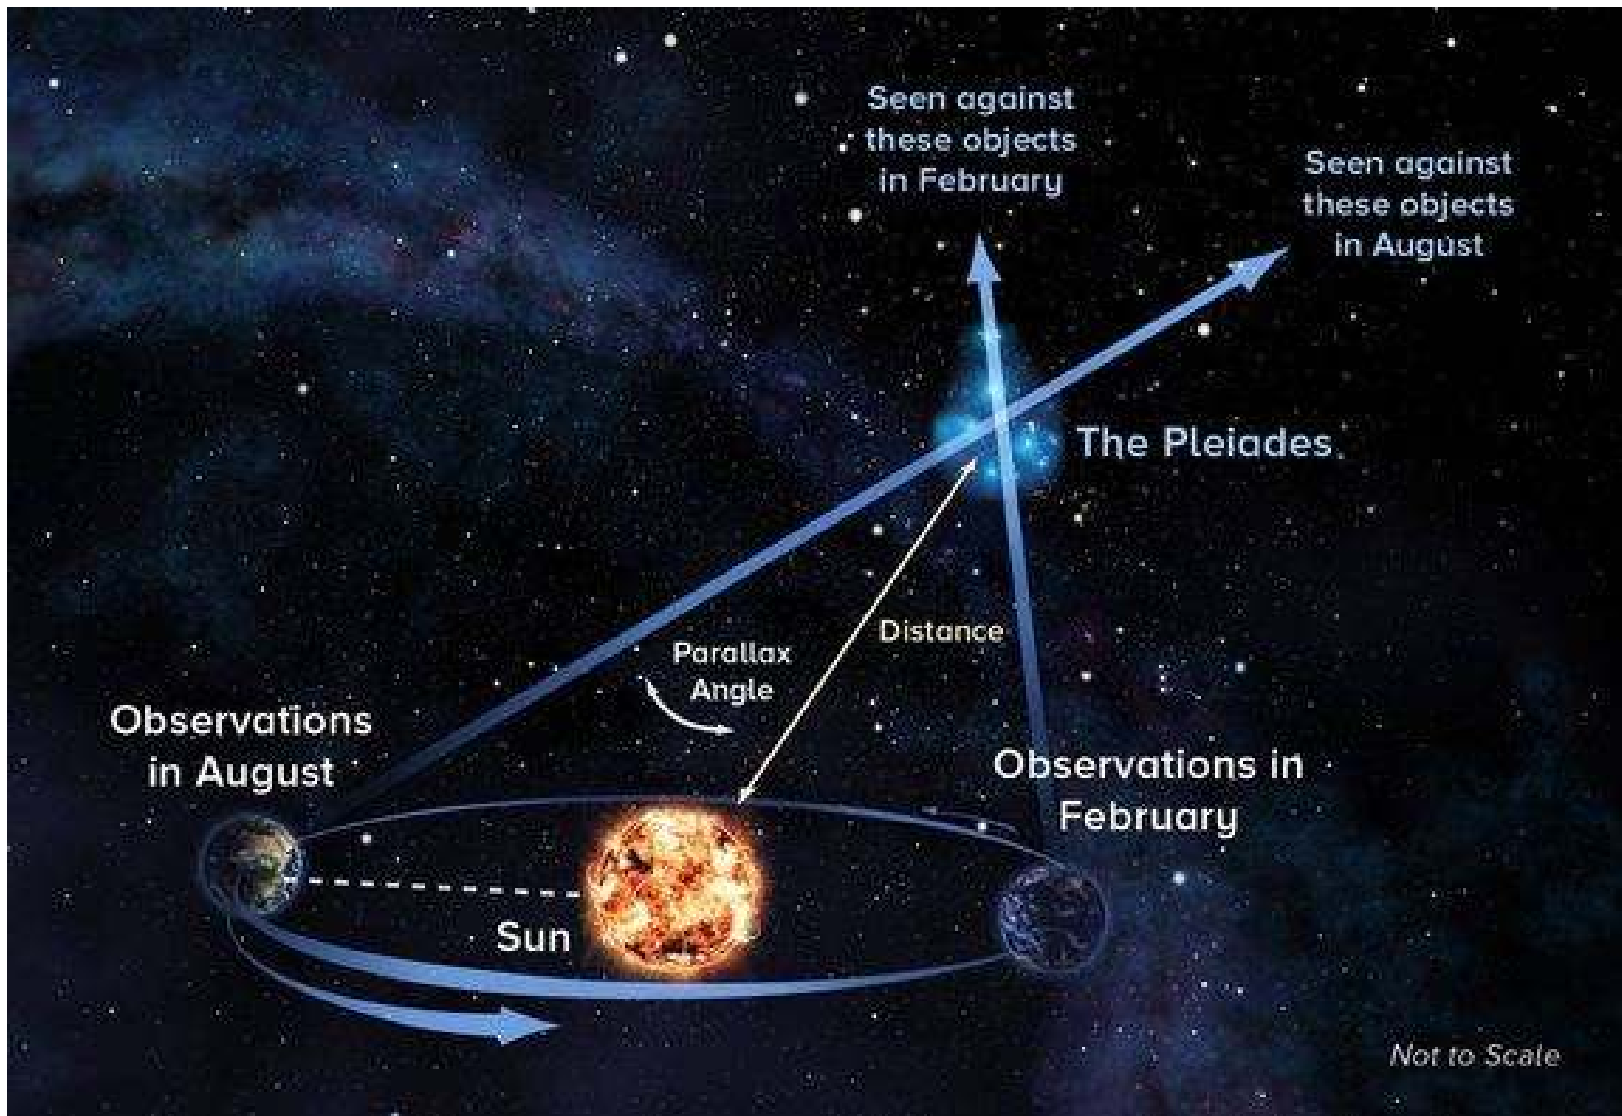 Seen against
these objects
in February
Seen against
these objects
in August
The Pleiades
Distance
Parallax
Angle
Observations
in August
Observations in
February
Sun
Not to Scale